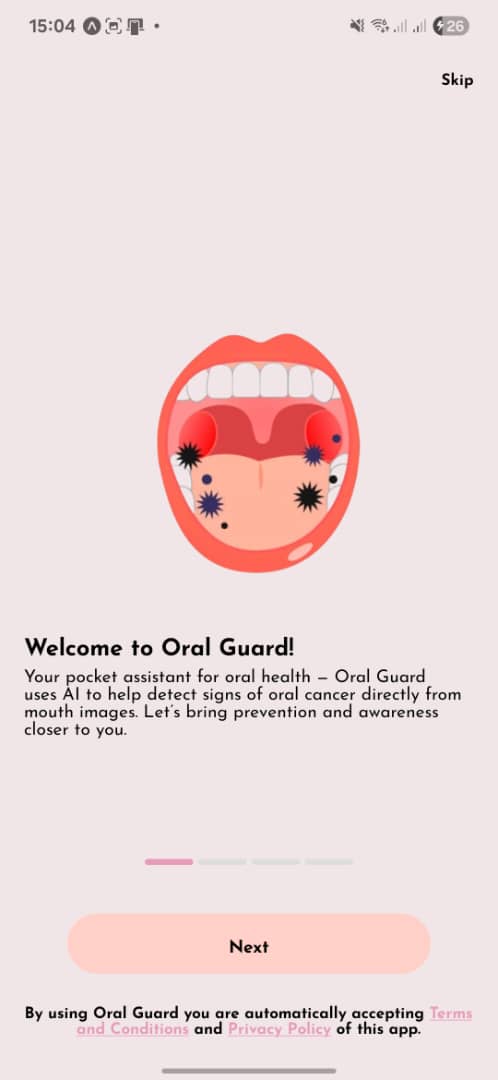 15:04
26
Skip
Welcome to Oral Guard!
Your pocket assistant for oral health – Oral Guard
uses AI to help detect signs of oral cancer directly from
mouth images. Let's bring prevention and awareness
closer to you.
Next
By using Oral Guard you are automatically accepting Terms
and Conditions and Privacy Policy of this app.